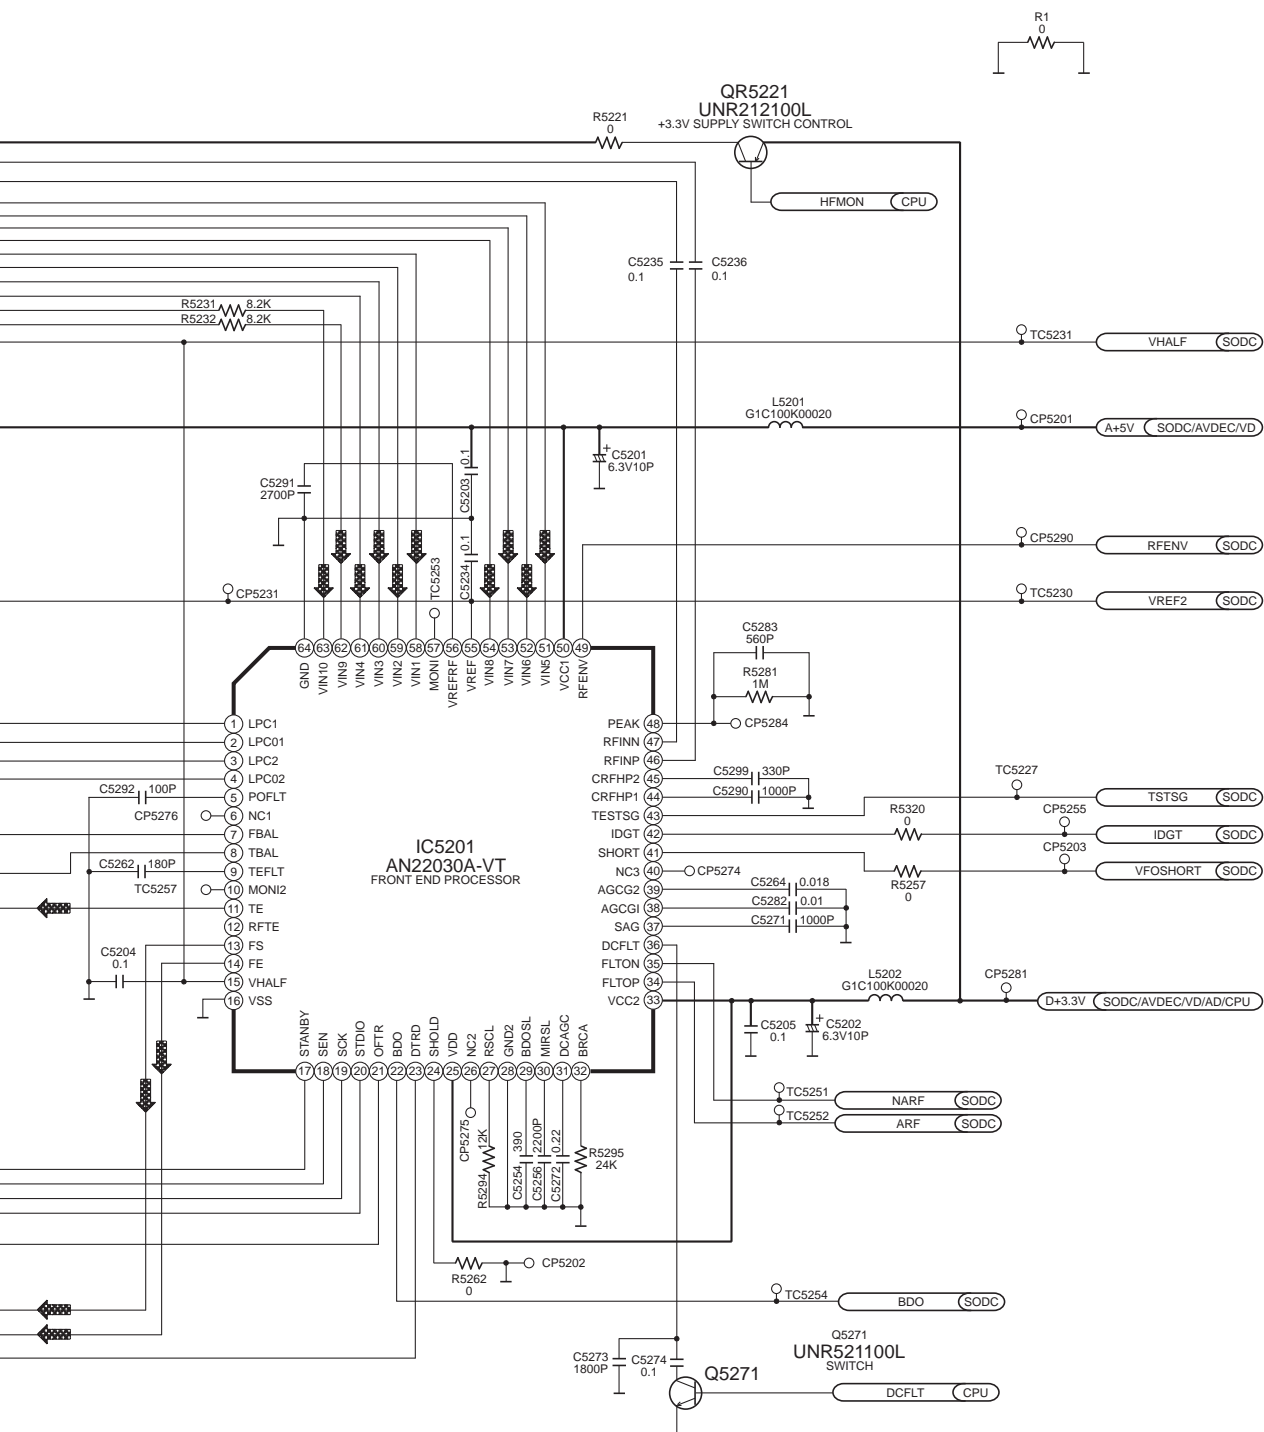 R1
0
QR5221
UNR212100L
+3.3V SUPPLY SWITCH CONTROL
R5221
0
HFMON CPU
C5235
0.1
C5236
0.1
R5231 8.2K
R5232 8.2K
TC5231
VHALF SODC
L5201
G1C100K00020
CP5201
A+5V SODC/AVDEC/VD
C5291
2700P
C5203 0.1
+
C5201
6.3V10P
C5234 0.1
TC5253
CP5290
RFENV SODC
CP5231
TC5230
VREF2 SODC
64 63 62 61 60 59 58 57 56 55 54 53 52 51 50 49
GND VIN10 VIN9 VIN4 VIN3 VIN2 VIN1 MONI VREFRF VREF VIN8 VIN7 VIN6 VIN5 VCC1 RFENV
C5283
560P
R5281
1M
CP5284
1 LPC1
2 LPC01
3 LPC2
4 LPC02
5 POFLT
6 NC1
7 FBAL
8 TBAL
9 TEFLT
10 MONI2
11 TE
12 RFTE
13 FS
14 FE
15 VHALF
16 VSS
C5292 100P
CP5276
C5262 180P
TC5257
C5204
0.1
IC5201
AN22030A-VT
FRONT END PROCESSOR
PEAK 48
RFINN 47
RFINP 46
CRFHP2 45
CRFHP1 44
TESTSG 43
IDGT 42
SHORT 41
NC3 40
AGCG2 39
AGCGI 38
SAG 37
DCFLT 36
FLTON 35
FLTOP 34
VCC2 33
C5299 330P
C5290 1000P
TC5227
TSTSG SODC
R5320
0
CP5255
IDGT SODC
CP5203
R5257
0
VFOSHORT SODC
CP5274
C5264 0.018
C5282 0.01
C5271 1000P
L5202
G1C100K00020
CP5281
D+3.3V SODC/AVDEC/VD/AD/CPU
C5205
0.1
+
C5202
6.3V10P
STANBY SEN SCK STDIO OFTR BDO DTRD SHOLD VDD NC2 RSCL GND2 BDOSL MIRSL DCAGC BRCA
17 18 19 20 21 22 23 24 25 26 27 28 29 30 31 32
TC5251
NARF SODC
TC5252
ARF SODC
CP5275
R5294 12K
C5254 390
C5256 2200P
C5272 0.22
R5295
24K
R5262
0
CP5202
TC5254
BDO SODC
C5273
1800P
C5274
0.1
Q5271
Q5271
UNR521100L
SWITCH
DCFLT CPU